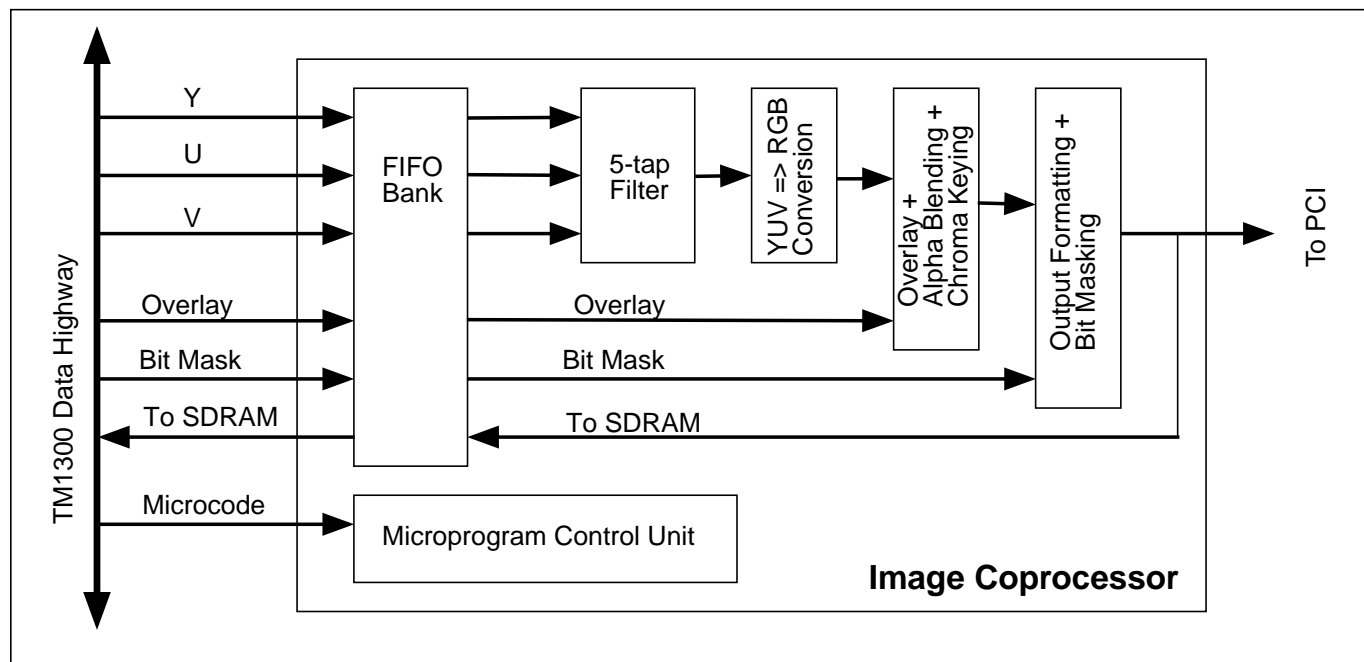 TM1300 Data Highway
Y
U
V
Overlay
Bit Mask
To SDRAM
Microcode
FIFO
Bank
5-tap
Filter
YUV => RGB
Conversion
Overlay +
Alpha Blending +
Chroma Keying
Output Formatting +
Bit Masking
To PCI
Overlay
Bit Mask
To SDRAM
Microprogram Control Unit
Image Coprocessor